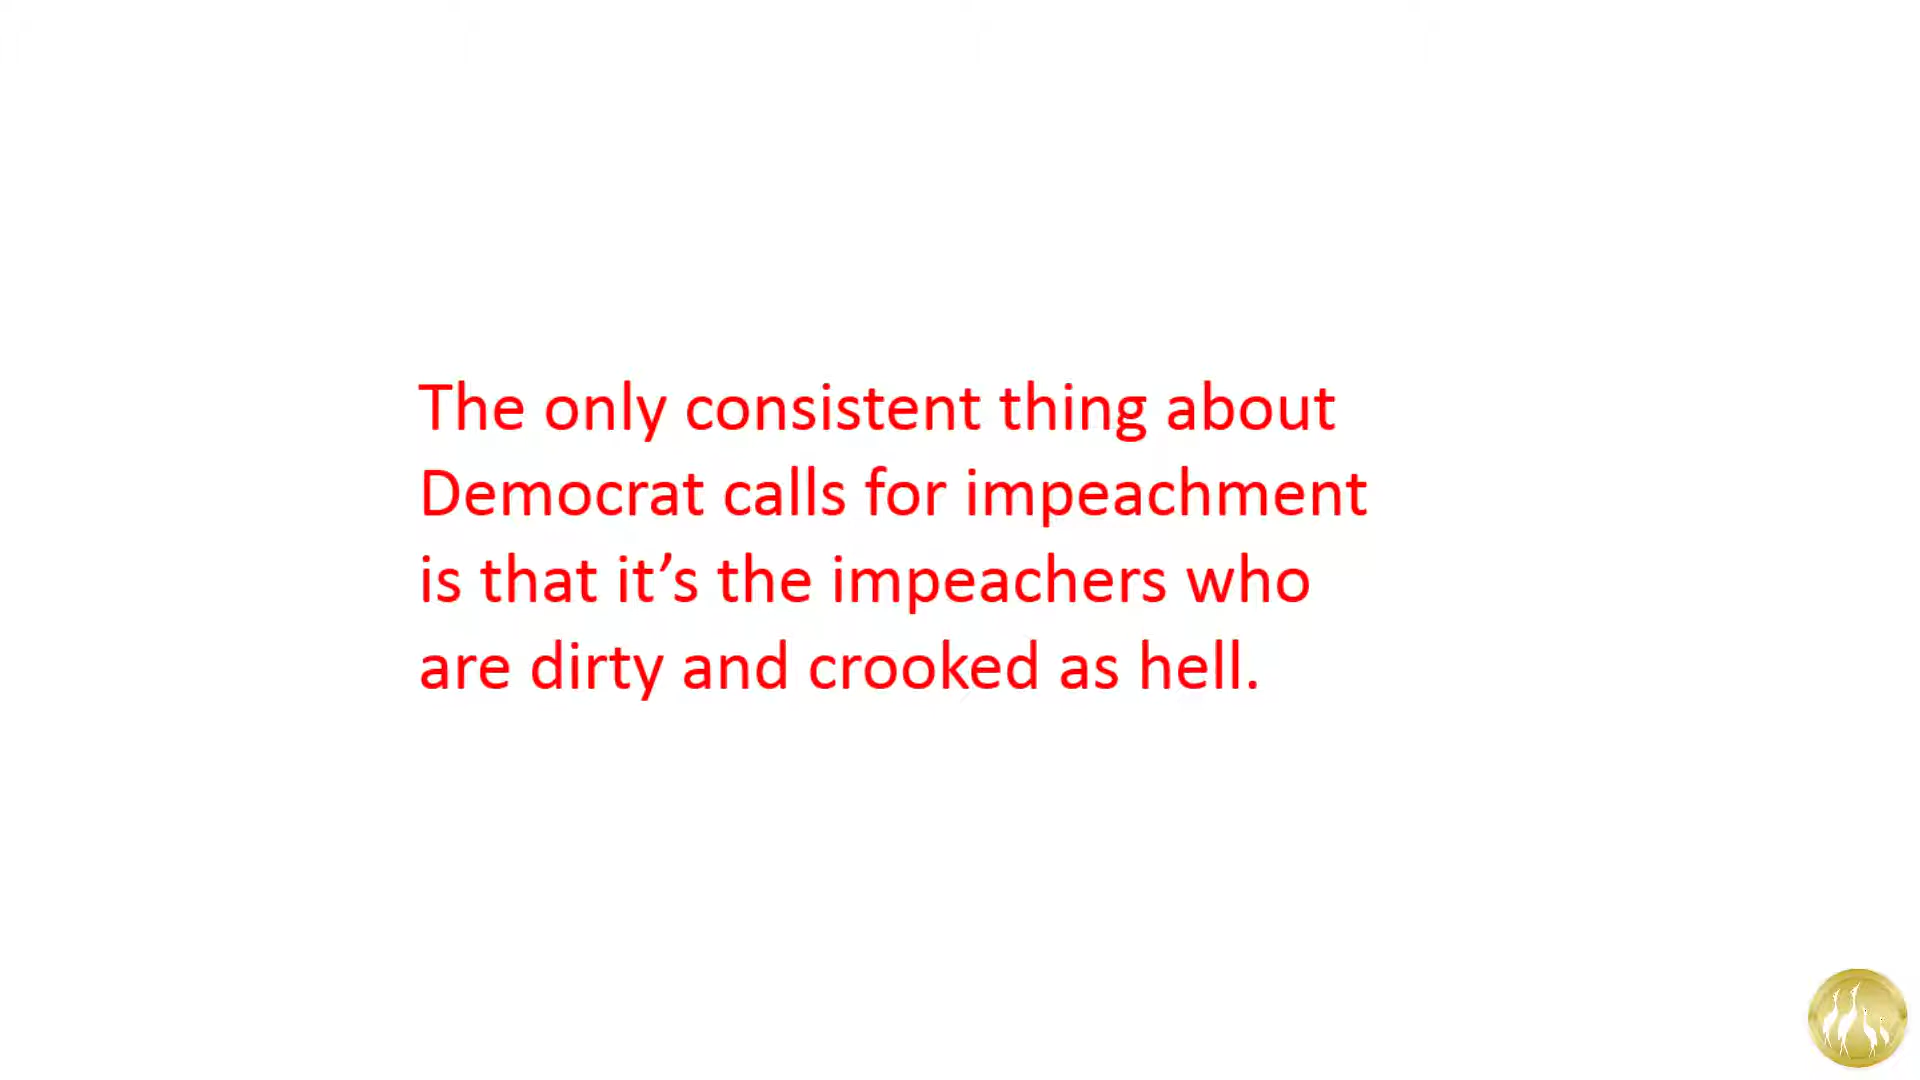 The only consistent thing about
Democrat calls for impeachment
is that it’s the impeachers who
are dirty and crooked as hell.